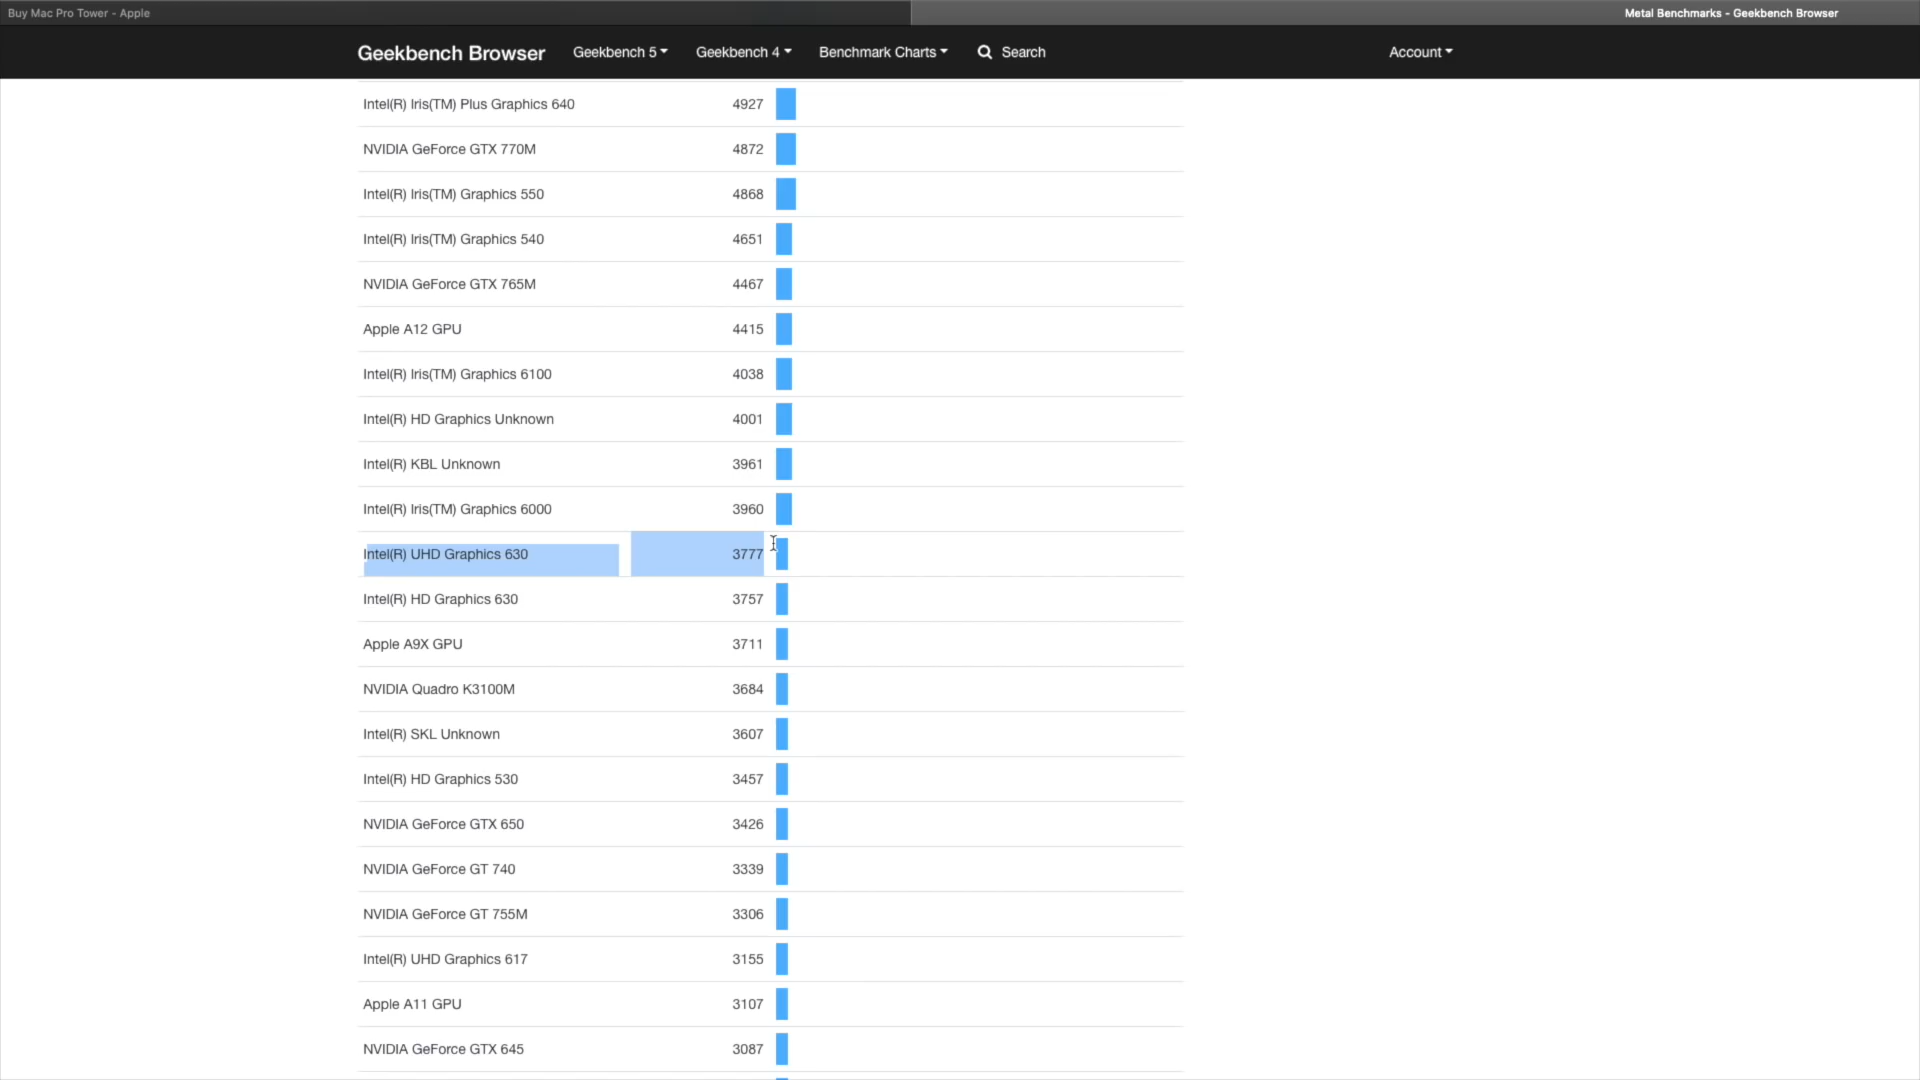 Buy Mac Pro Tower - Apple
Metal Benchmarks - Geekbench Browser
Geekbench Browser Geekbench 5 Geekbench 4 Benchmark Charts Search Account
Intel(R) Iris(TM) Plus Graphics 640 4927
NVIDIA GeForce GTX 770M 4872
Intel(R) Iris(TM) Graphics 550 4868
Intel(R) Iris(TM) Graphics 540 4651
NVIDIA GeForce GTX 765M 4467
Apple A12 GPU 4415
Intel(R) Iris(TM) Graphics 6100 4038
Intel(R) HD Graphics Unknown 4001
Intel(R) KBL Unknown 3961
Intel(R) Iris(TM) Graphics 6000 3960
Intel(R) UHD Graphics 630 3777
Intel(R) HD Graphics 630 3757
Apple A9X GPU 3711
NVIDIA Quadro K3100M 3684
Intel(R) SKL Unknown 3607
Intel(R) HD Graphics 530 3457
NVIDIA GeForce GTX 650 3426
NVIDIA GeForce GT 740 3339
NVIDIA GeForce GT 755M 3306
Intel(R) UHD Graphics 617 3155
Apple A11 GPU 3107
NVIDIA GeForce GTX 645 3087